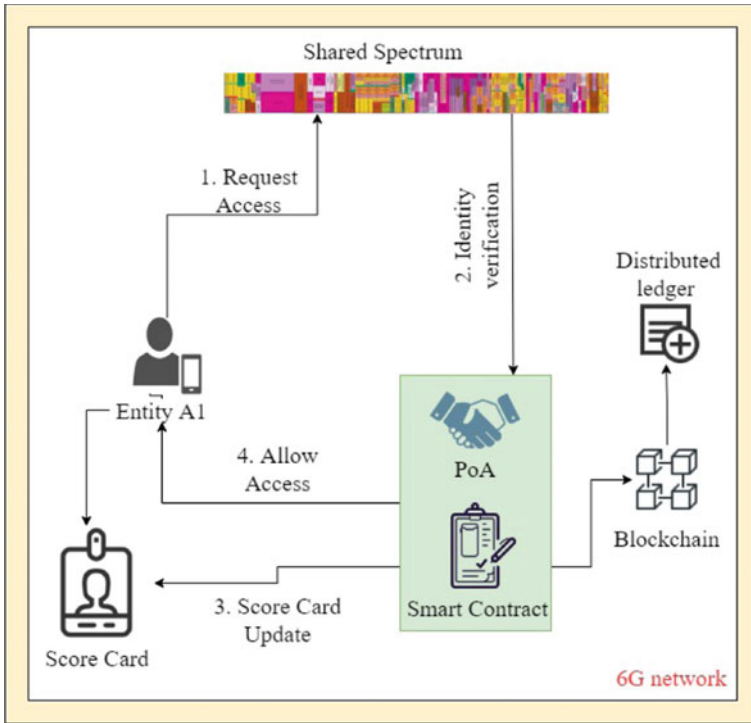 Shared Spectrum
1. Request
Access
2. Identity
verification
Distributed
ledger
Entity A1
4. Allow
Access
PoA
Blockchain
3. Score Card
Update
Smart Contract
Score Card
6G network